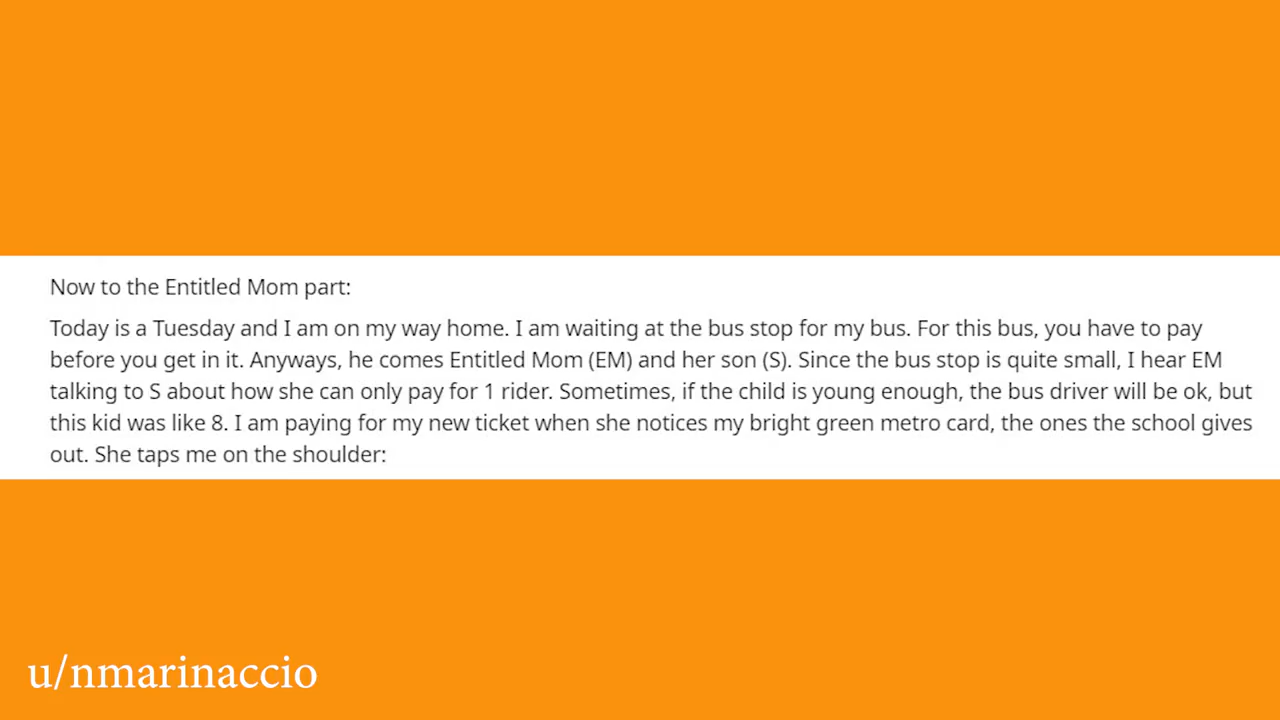 Now to the Entitled Mom part:
Today is a Tuesday and I am on my way home. I am waiting at the bus stop for my bus. For this bus, you have to pay
before you get in it. Anyways, he comes Entitled Mom (EM) and her son (S). Since the bus stop is quite small, I hear EM
talking to S about how she can only pay for 1 rider. Sometimes, if the child is young enough, the bus driver will be ok, but
this kid was like 8. I am paying for my new ticket when she notices my bright green metro card, the ones the school gives
out. She taps me on the shoulder:
u/nmarinaccio